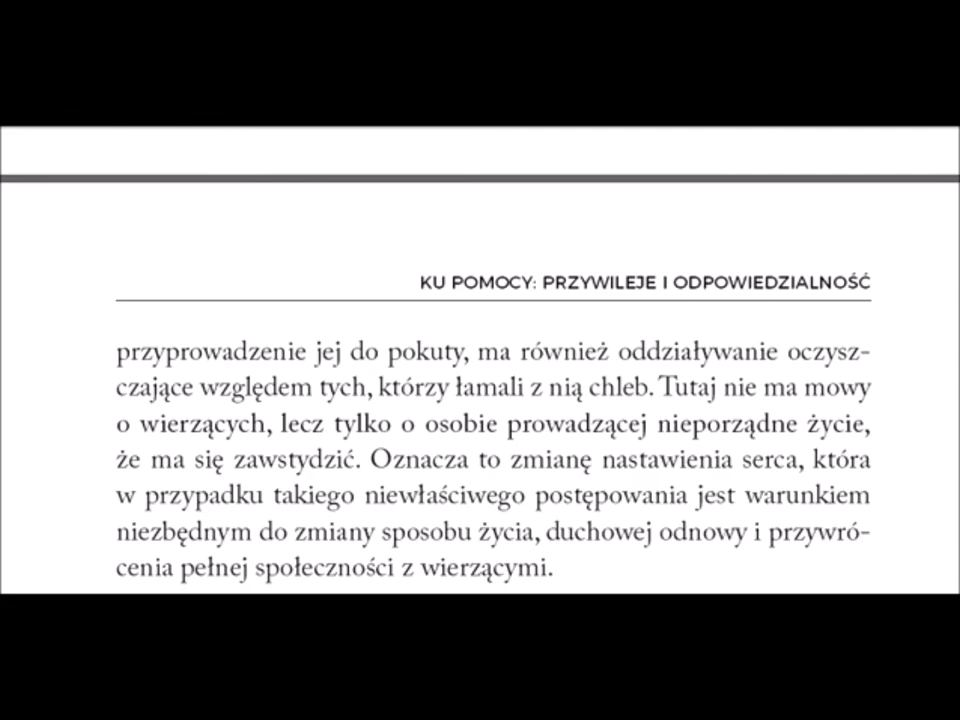 KU POMOCY: PRZYWILEJE I ODPOWIEDZIALNOŚĆ
przyprowadzenie jej do pokuty, ma również oddziaływanie oczysz-
czające względem tych, którzy łamali z nią chleb. Tutaj nie ma mowy
o wierzących, lecz tylko o osobie prowadzącej nieporządne życie,
że ma się zawstydzić. Oznacza to zmianę nastawienia serca, która
w przypadku takiego niewłaściwego postępowania jest warunkiem
niezbędnym do zmiany sposobu życia, duchowej odnowy i przywró-
cenia pełnej społeczności z wierzącymi.